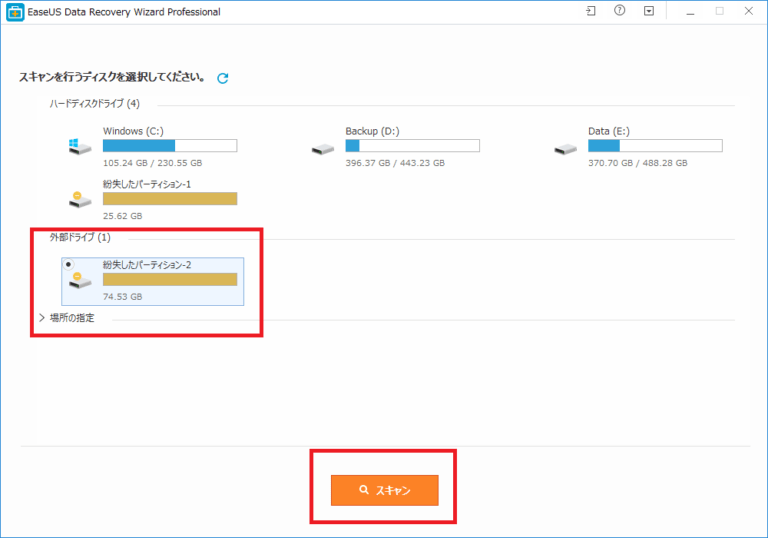 EaseUS Data Recovery Wizard Professional
スキャンを行うディスクを選択してください。
ハードディスクドライブ (4)
Windows (C:)
105.24 GB / 230.55 GB
Backup (D:)
396.37 GB / 443.23 GB
Data (E:)
370.70 GB / 488.28 GB
紛失したパーティション-1
25.62 GB
外部ドライブ (1)
紛失したパーティション-2
74.53 GB
場所の指定
スキャン